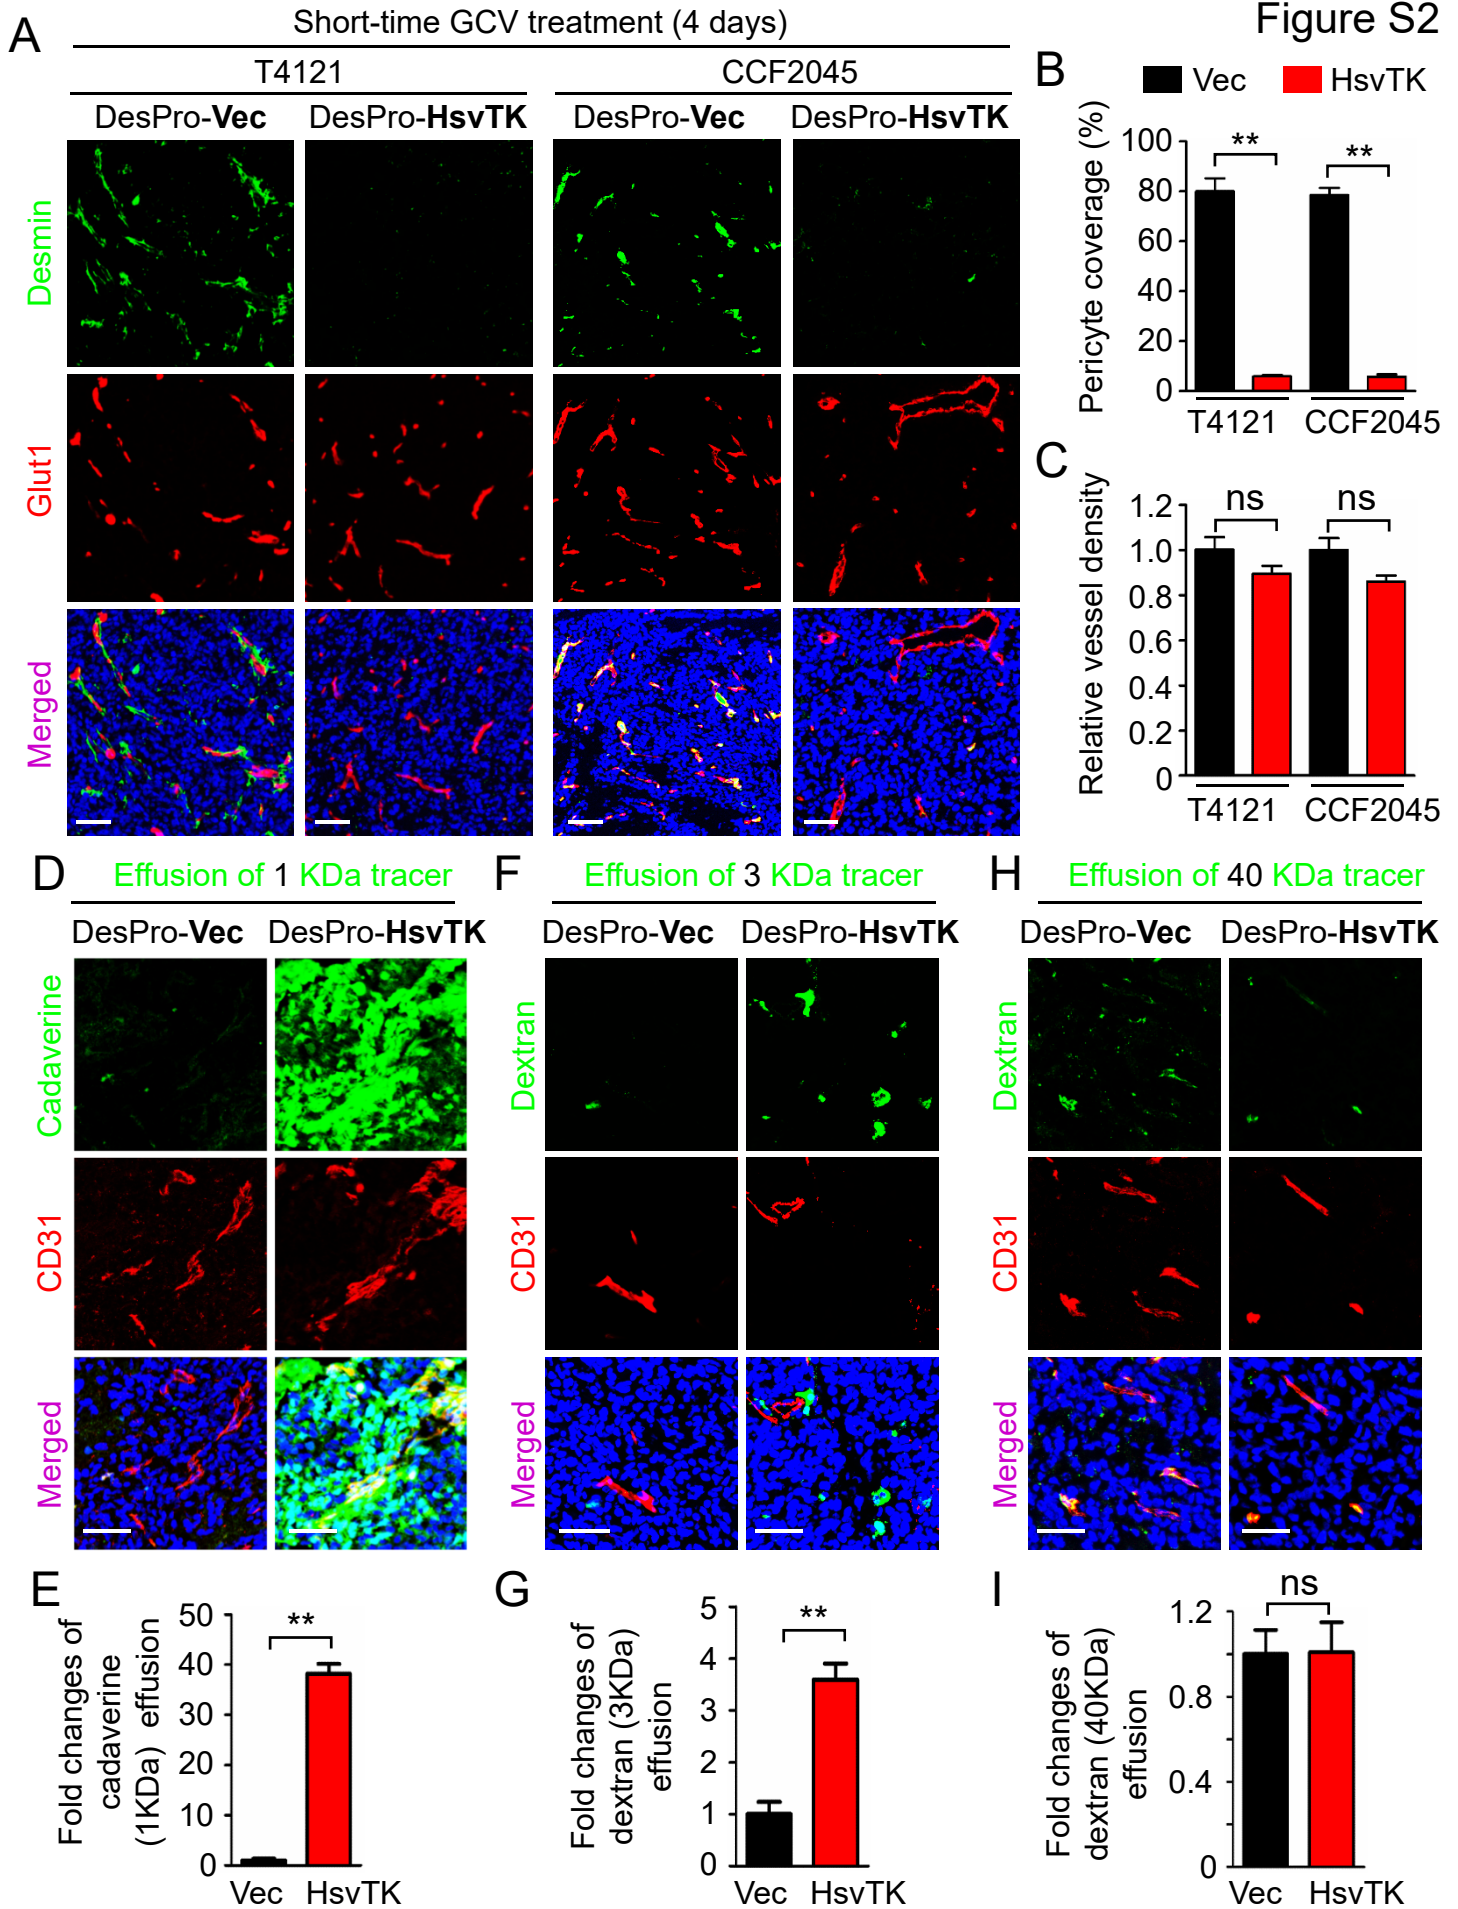 Figure S2
A
Short-time GCV treatment (4 days)
T4121
CCF2045
DesPro-Vec
DesPro-HsvTK
DesPro-Vec
DesPro-HsvTK
Desmin
Glut1
Merged
B
Vec
HsvTK
Pericyte coverage (%)
100
80
60
40
20
0
**
**
T4121
CCF2045
C
Relative vessel density
1.2
1.0
0.8
0.6
0.4
0.2
0
ns
ns
T4121
CCF2045
D
Effusion of 1 KDa tracer
DesPro-Vec
DesPro-HsvTK
Cadaverine
CD31
Merged
F
Effusion of 3 KDa tracer
DesPro-Vec
DesPro-HsvTK
Dextran
CD31
Merged
H
Effusion of 40 KDa tracer
DesPro-Vec
DesPro-HsvTK
Dextran
CD31
Merged
E
Fold changes of
cadaverine
(1KDa) effusion
50
40
30
20
10
0
**
Vec
HsvTK
G
Fold changes of
dextran (3KDa)
effusion
5
4
3
2
1
0
**
Vec
HsvTK
I
Fold changes of
dextran (40KDa)
effusion
1.2
0.8
0.4
0
ns
Vec
HsvTK